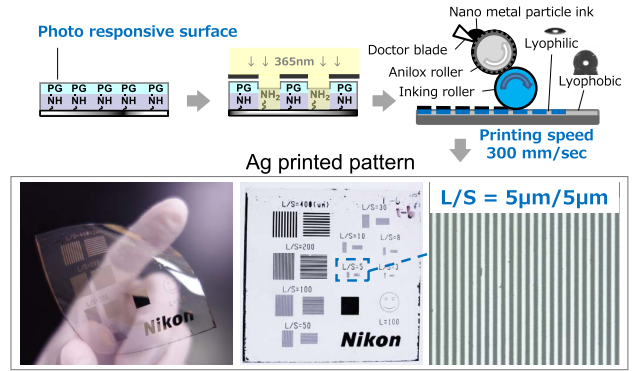 Photo responsive surface
PG PG PG PG PG
NH NH NH NH NH
↓ ↓ 365nm ↓ ↓
PG PG PG
NH NH₂ NH NH₂ NH
Nano metal particle ink
Doctor blade
Anilox roller
Inking roller
Lyophilic
Lyophobic
Printing speed
300 mm/sec
Ag printed pattern
Nikon
L/S=400(um)
L/S=30
L/S=10
L/S=8
L/S=200
L/S=5
L/S=3
L/S=100
L/S=50
L=100
Nikon
L/S = 5μm/5μm